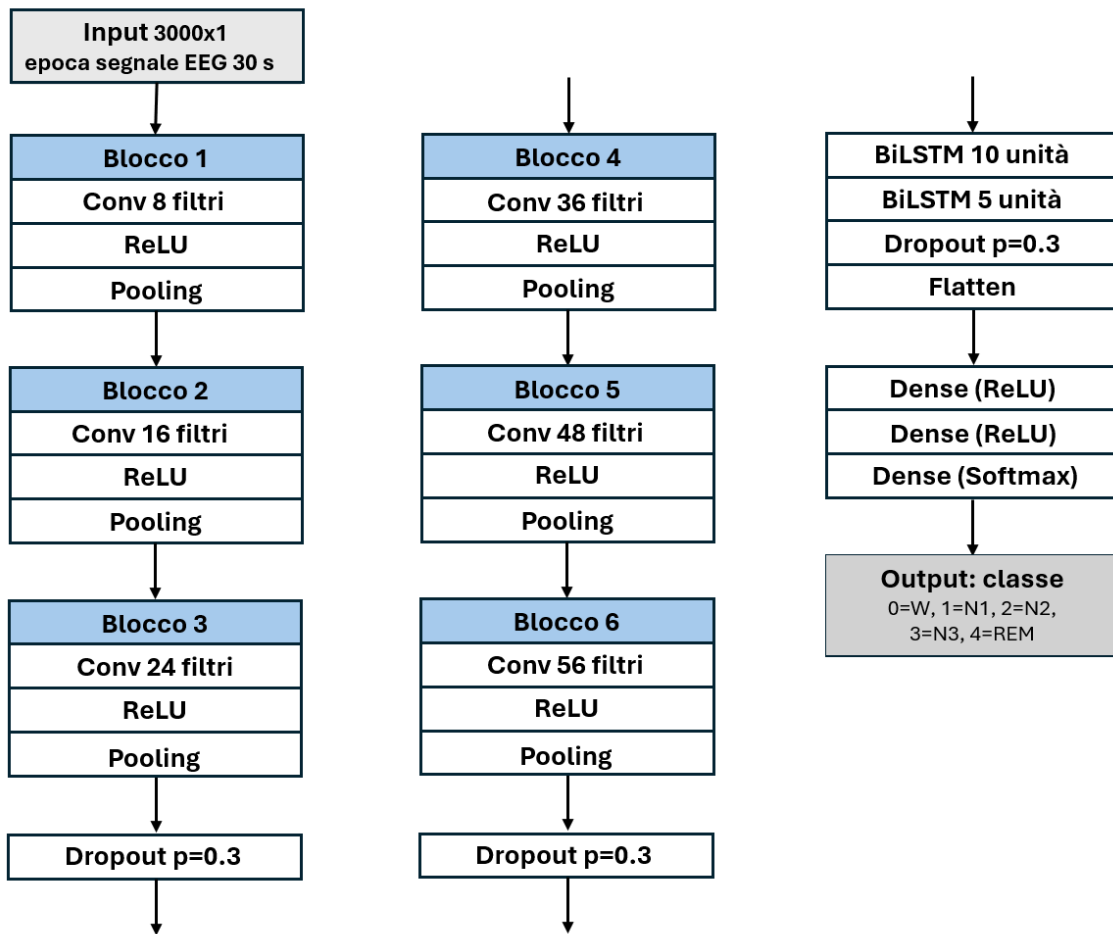 Input 3000x1
epoca segnale EEG 30 s
Blocco 1
Conv 8 filtri
ReLU
Pooling
Blocco 2
Conv 16 filtri
ReLU
Pooling
Blocco 3
Conv 24 filtri
ReLU
Pooling
Dropout p=0.3
Blocco 4
Conv 36 filtri
ReLU
Pooling
Blocco 5
Conv 48 filtri
ReLU
Pooling
Blocco 6
Conv 56 filtri
ReLU
Pooling
Dropout p=0.3
BiLSTM 10 unità
BiLSTM 5 unità
Dropout p=0.3
Flatten
Dense (ReLU)
Dense (ReLU)
Dense (Softmax)
Output: classe
0=W, 1=N1, 2=N2,
3=N3, 4=REM